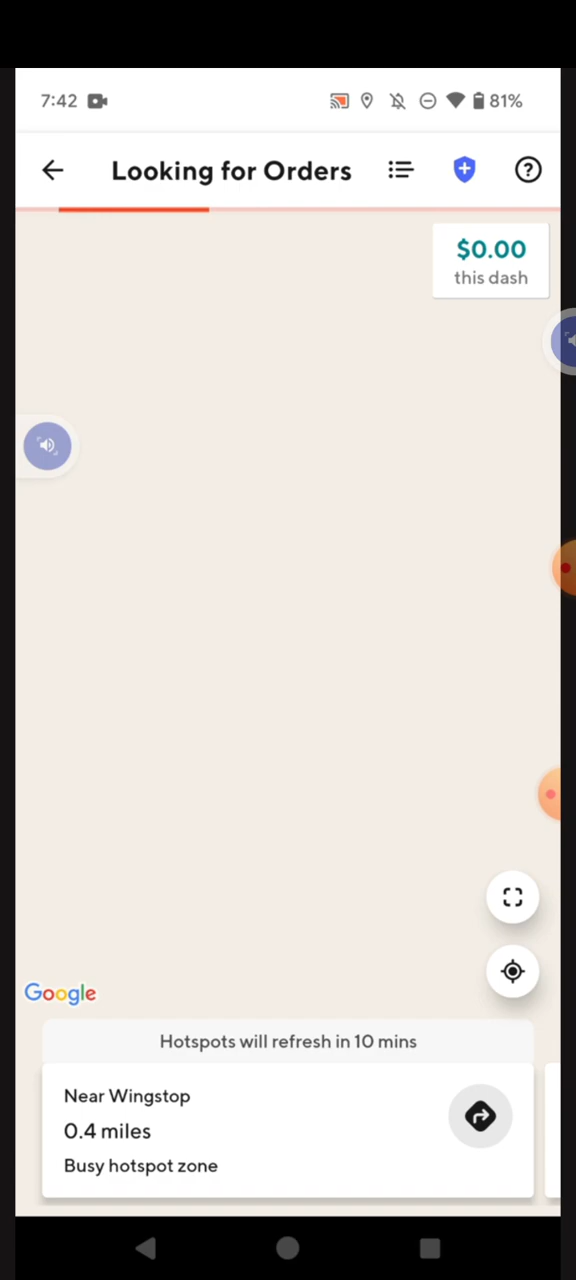 7:42
81%
Looking for Orders
$0.00
this dash
Google
Hotspots will refresh in 10 mins
Near Wingstop
0.4 miles
Busy hotspot zone